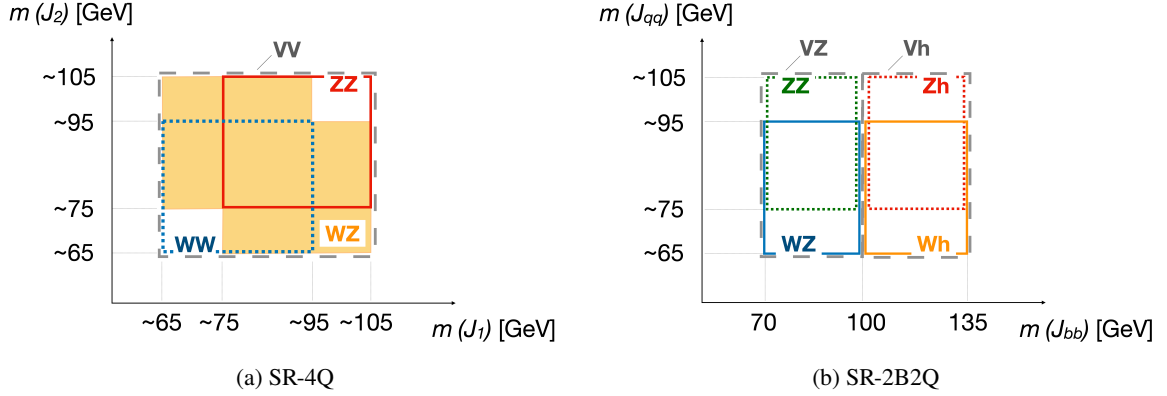 m (J2) [GeV]
VV
~105
~95
~75
~65
ZZ
WZ
WW
~65 ~75 ~95 ~105
m (J1) [GeV]
(a) SR-4Q
m (Jqq) [GeV]
VZ Vh
~105
~95
~75
~65
ZZ Zh
WZ Wh
70 100 135
m (Jbb) [GeV]
(b) SR-2B2Q